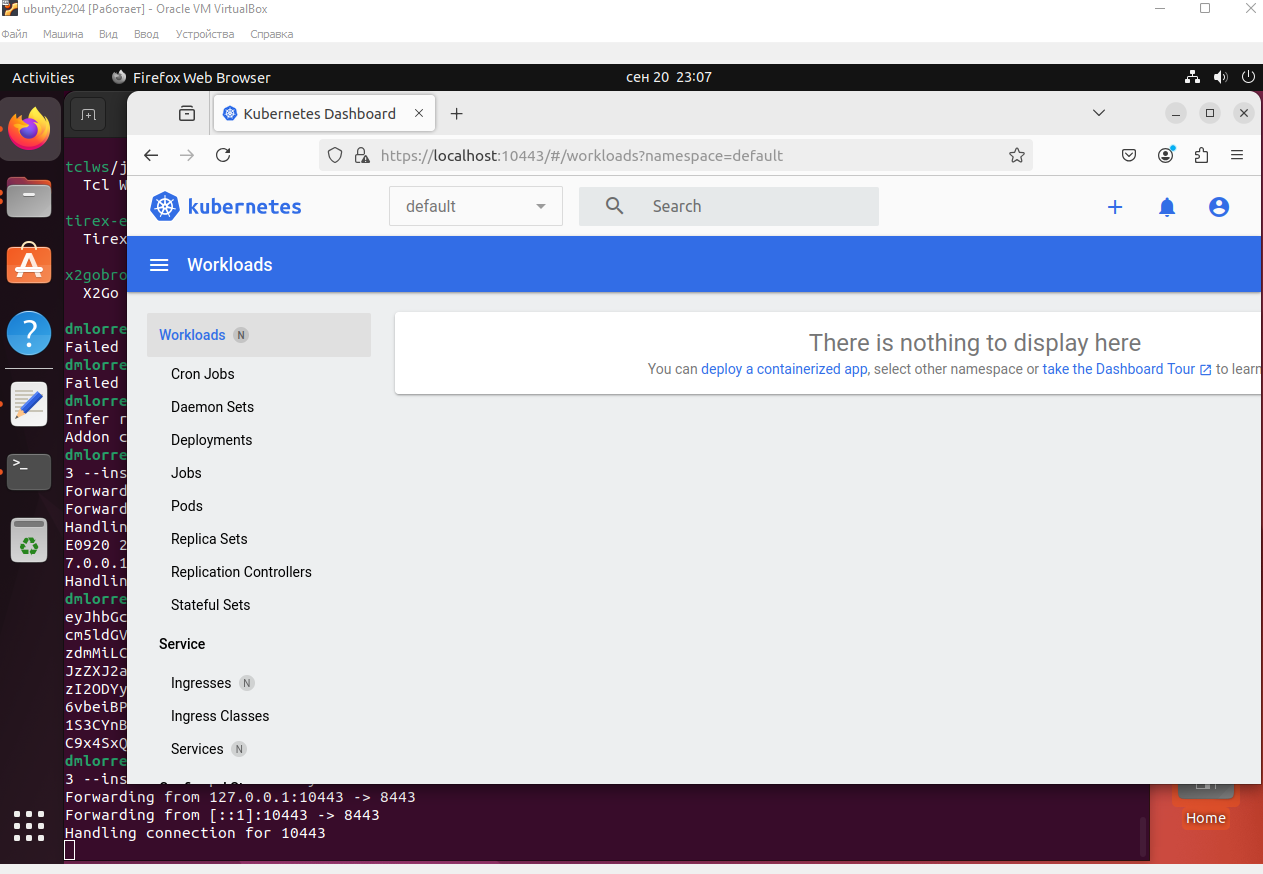 ubunty2204 [Работает] - Oracle VM VirtualBox
Файл Машина Вид Ввод Устройства Справка
Activities Firefox Web Browser сен 20 23:07
Kubernetes Dashboard
https://localhost:10443/#/workloads?namespace=default
kubernetes default Search
Workloads
Workloads N
Cron Jobs
Daemon Sets
Deployments
Jobs
Pods
Replica Sets
Replication Controllers
Stateful Sets
Service
Ingresses N
Ingress Classes
Services N
There is nothing to display here
You can deploy a containerized app, select other namespace or take the Dashboard Tour to learn
tclws/j
Tcl W
tirex-e
Tirex
x2gobro
X2Go
dmlorre
Failed
dmlorre
Failed
dmlorre
Infer r
Addon c
dmlorre
3 --ins
Forward
Forward
Handlin
E0920 2
7.0.0.1
Handlin
dmlorre
eyJhbGc
cm5ldGV
zdmMiLC
JzZXJ2a
zI2ODYy
6vbeiBP
1S3CYnB
C9x4SxQ
dmlorre
3 --ins
Forwarding from 127.0.0.1:10443 -> 8443
Forwarding from [::1]:10443 -> 8443
Handling connection for 10443
Home